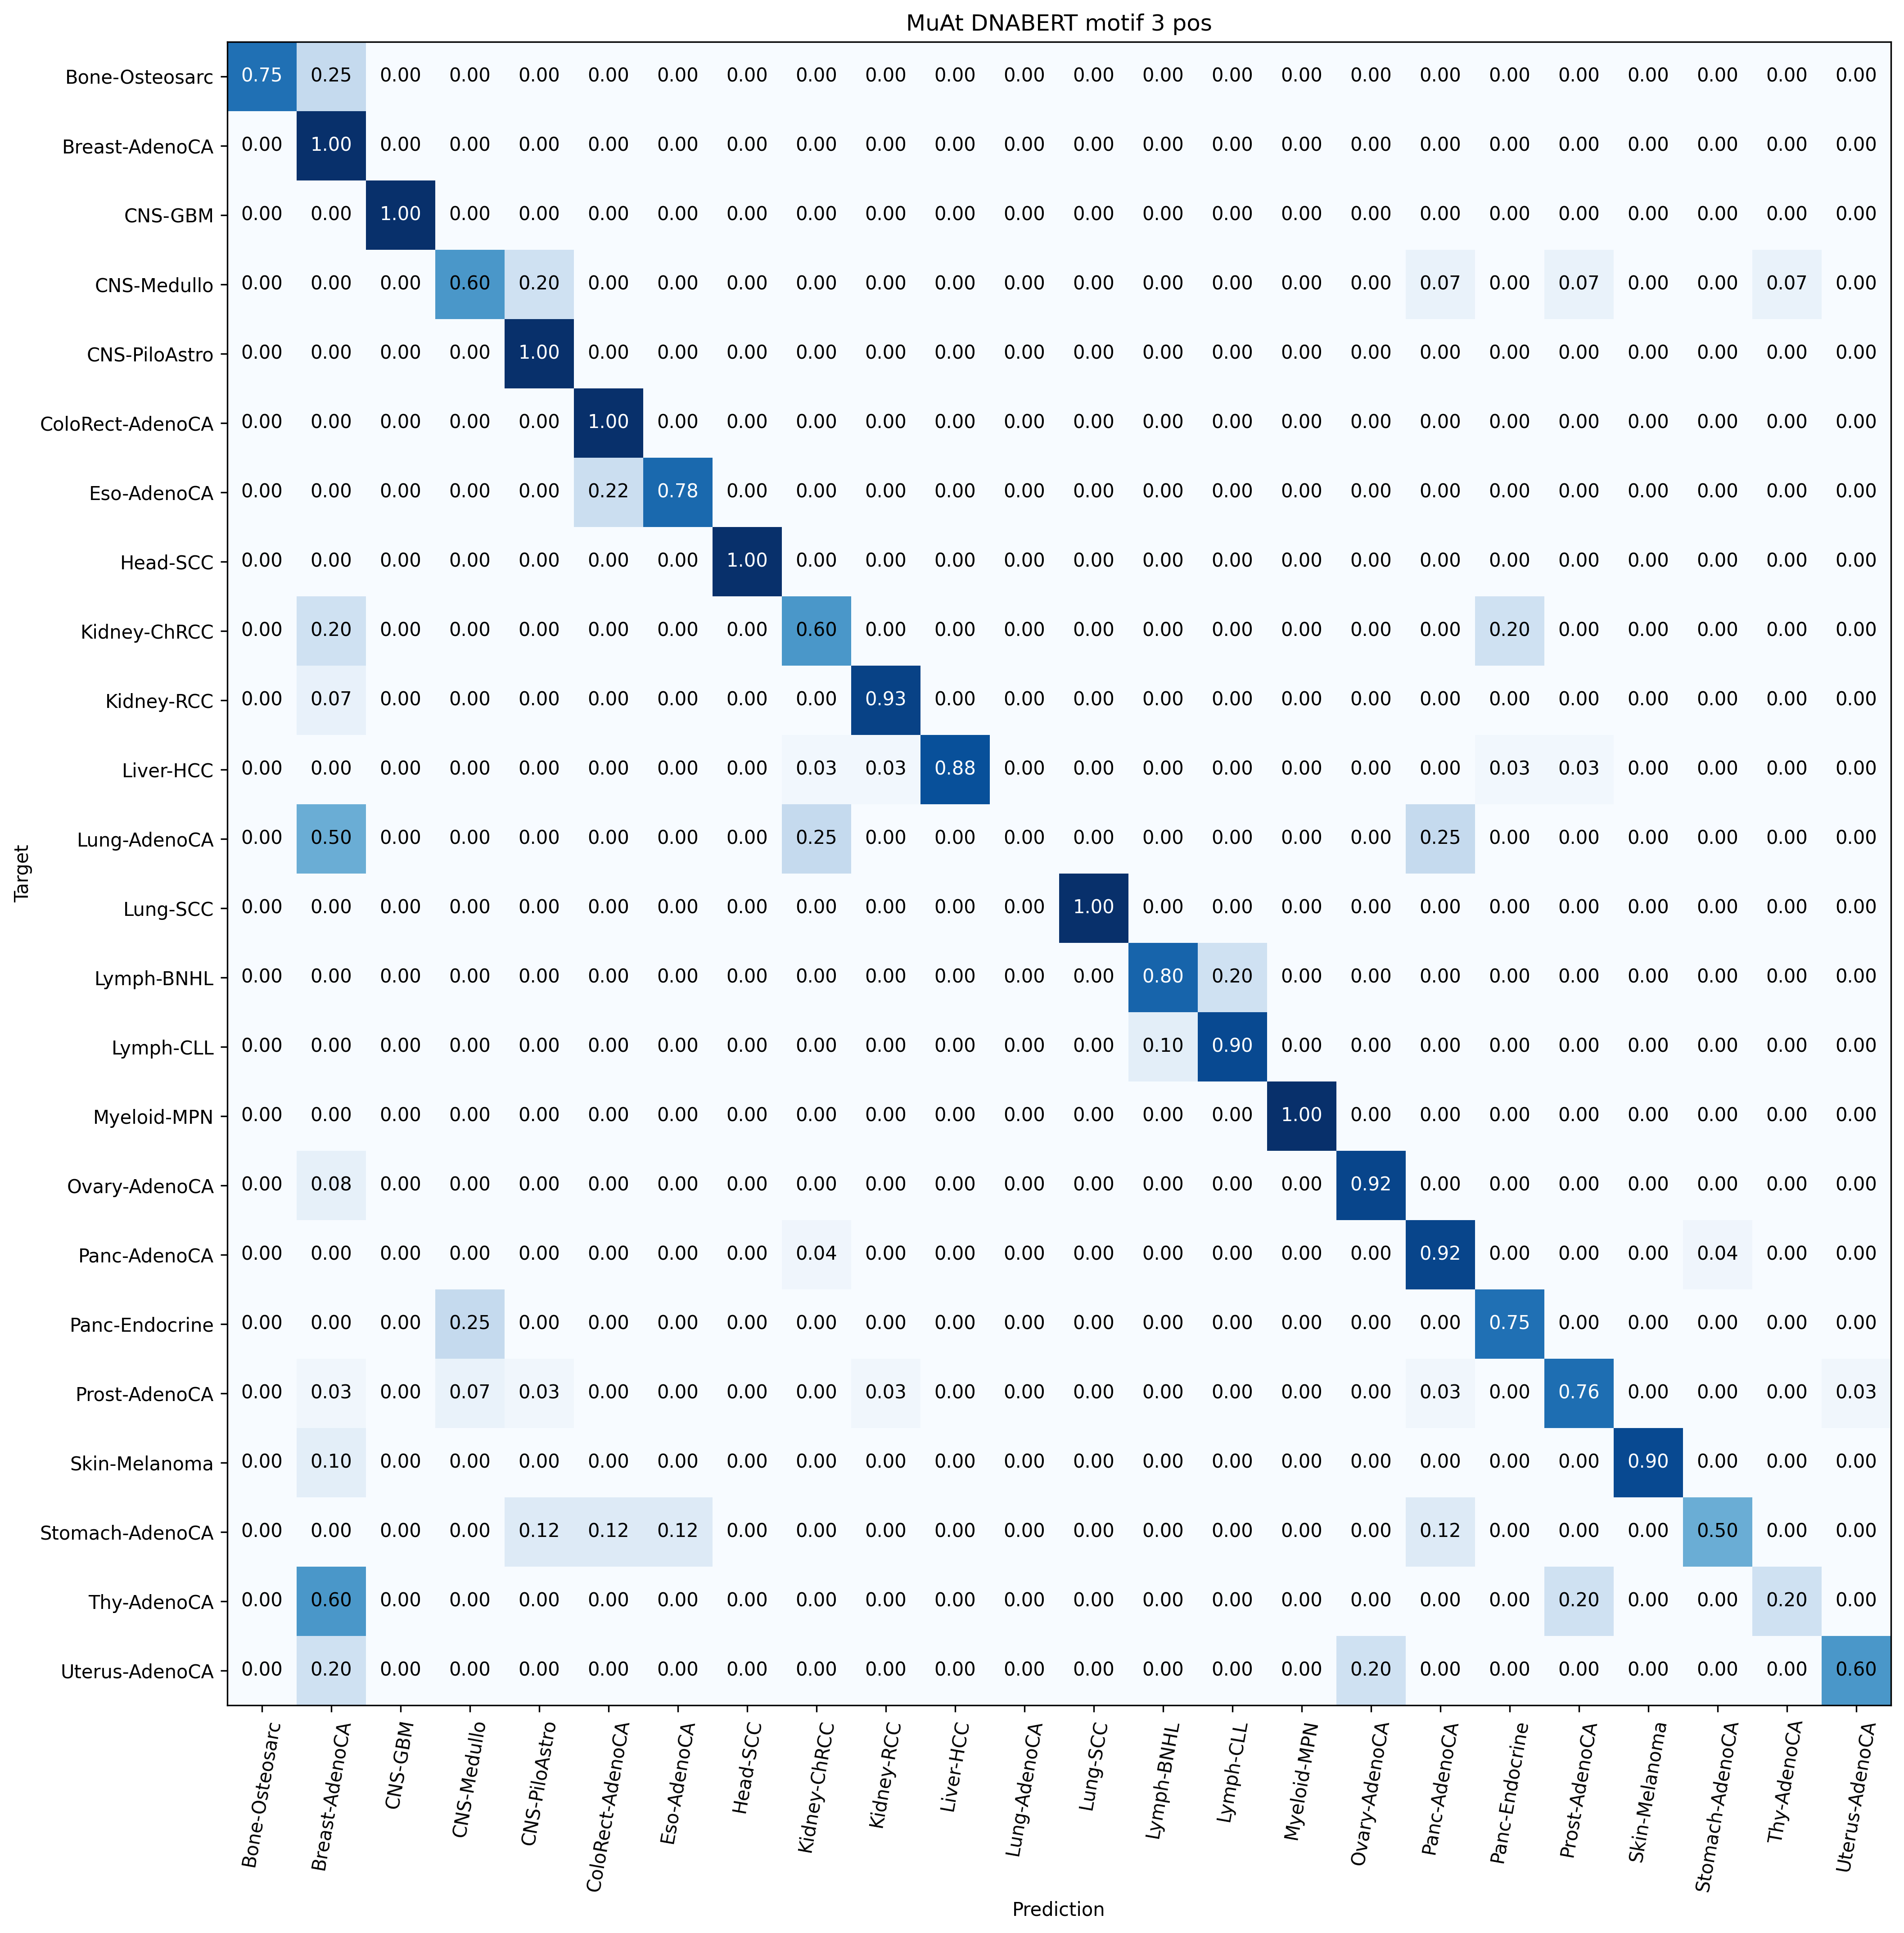 MuAt DNABERT motif 3 pos
Bone-Osteosarc 0.75 0.25 0.00 0.00 0.00 0.00 0.00 0.00 0.00 0.00 0.00 0.00 0.00 0.00 0.00 0.00 0.00 0.00 0.00 0.00 0.00 0.00 0.00 0.00
Breast-AdenoCA 0.00 1.00 0.00 0.00 0.00 0.00 0.00 0.00 0.00 0.00 0.00 0.00 0.00 0.00 0.00 0.00 0.00 0.00 0.00 0.00 0.00 0.00 0.00 0.00
CNS-GBM 0.00 0.00 1.00 0.00 0.00 0.00 0.00 0.00 0.00 0.00 0.00 0.00 0.00 0.00 0.00 0.00 0.00 0.00 0.00 0.00 0.00 0.00 0.00 0.00
CNS-Medullo 0.00 0.00 0.00 0.60 0.20 0.00 0.00 0.00 0.00 0.00 0.00 0.00 0.00 0.00 0.00 0.00 0.00 0.07 0.00 0.07 0.00 0.00 0.07 0.00
CNS-PiloAstro 0.00 0.00 0.00 0.00 1.00 0.00 0.00 0.00 0.00 0.00 0.00 0.00 0.00 0.00 0.00 0.00 0.00 0.00 0.00 0.00 0.00 0.00 0.00 0.00
ColoRect-AdenoCA 0.00 0.00 0.00 0.00 0.00 1.00 0.00 0.00 0.00 0.00 0.00 0.00 0.00 0.00 0.00 0.00 0.00 0.00 0.00 0.00 0.00 0.00 0.00 0.00
Eso-AdenoCA 0.00 0.00 0.00 0.00 0.00 0.22 0.78 0.00 0.00 0.00 0.00 0.00 0.00 0.00 0.00 0.00 0.00 0.00 0.00 0.00 0.00 0.00 0.00 0.00
Head-SCC 0.00 0.00 0.00 0.00 0.00 0.00 0.00 1.00 0.00 0.00 0.00 0.00 0.00 0.00 0.00 0.00 0.00 0.00 0.00 0.00 0.00 0.00 0.00 0.00
Kidney-ChRCC 0.00 0.20 0.00 0.00 0.00 0.00 0.00 0.00 0.60 0.00 0.00 0.00 0.00 0.00 0.00 0.00 0.00 0.00 0.20 0.00 0.00 0.00 0.00 0.00
Kidney-RCC 0.00 0.07 0.00 0.00 0.00 0.00 0.00 0.00 0.00 0.93 0.00 0.00 0.00 0.00 0.00 0.00 0.00 0.00 0.00 0.00 0.00 0.00 0.00 0.00
Liver-HCC 0.00 0.00 0.00 0.00 0.00 0.00 0.00 0.00 0.03 0.03 0.88 0.00 0.00 0.00 0.00 0.00 0.00 0.00 0.03 0.03 0.00 0.00 0.00 0.00
Lung-AdenoCA 0.00 0.50 0.00 0.00 0.00 0.00 0.00 0.00 0.25 0.00 0.00 0.00 0.00 0.00 0.00 0.00 0.00 0.25 0.00 0.00 0.00 0.00 0.00 0.00
Lung-SCC 0.00 0.00 0.00 0.00 0.00 0.00 0.00 0.00 0.00 0.00 0.00 0.00 1.00 0.00 0.00 0.00 0.00 0.00 0.00 0.00 0.00 0.00 0.00 0.00
Lymph-BNHL 0.00 0.00 0.00 0.00 0.00 0.00 0.00 0.00 0.00 0.00 0.00 0.00 0.00 0.80 0.20 0.00 0.00 0.00 0.00 0.00 0.00 0.00 0.00 0.00
Lymph-CLL 0.00 0.00 0.00 0.00 0.00 0.00 0.00 0.00 0.00 0.00 0.00 0.00 0.00 0.10 0.90 0.00 0.00 0.00 0.00 0.00 0.00 0.00 0.00 0.00
Myeloid-MPN 0.00 0.00 0.00 0.00 0.00 0.00 0.00 0.00 0.00 0.00 0.00 0.00 0.00 0.00 0.00 1.00 0.00 0.00 0.00 0.00 0.00 0.00 0.00 0.00
Ovary-AdenoCA 0.00 0.08 0.00 0.00 0.00 0.00 0.00 0.00 0.00 0.00 0.00 0.00 0.00 0.00 0.00 0.00 0.92 0.00 0.00 0.00 0.00 0.00 0.00 0.00
Panc-AdenoCA 0.00 0.00 0.00 0.00 0.00 0.00 0.00 0.00 0.04 0.00 0.00 0.00 0.00 0.00 0.00 0.00 0.00 0.92 0.00 0.00 0.00 0.04 0.00 0.00
Panc-Endocrine 0.00 0.00 0.00 0.25 0.00 0.00 0.00 0.00 0.00 0.00 0.00 0.00 0.00 0.00 0.00 0.00 0.00 0.00 0.75 0.00 0.00 0.00 0.00 0.00
Prost-AdenoCA 0.00 0.03 0.00 0.07 0.03 0.00 0.00 0.00 0.00 0.03 0.00 0.00 0.00 0.00 0.00 0.00 0.00 0.03 0.00 0.76 0.00 0.00 0.00 0.03
Skin-Melanoma 0.00 0.10 0.00 0.00 0.00 0.00 0.00 0.00 0.00 0.00 0.00 0.00 0.00 0.00 0.00 0.00 0.00 0.00 0.00 0.00 0.90 0.00 0.00 0.00
Stomach-AdenoCA 0.00 0.00 0.00 0.00 0.12 0.12 0.12 0.00 0.00 0.00 0.00 0.00 0.00 0.00 0.00 0.00 0.00 0.12 0.00 0.00 0.00 0.50 0.00 0.00
Thy-AdenoCA 0.00 0.60 0.00 0.00 0.00 0.00 0.00 0.00 0.00 0.00 0.00 0.00 0.00 0.00 0.00 0.00 0.00 0.00 0.00 0.20 0.00 0.00 0.20 0.00
Uterus-AdenoCA 0.00 0.20 0.00 0.00 0.00 0.00 0.00 0.00 0.00 0.00 0.00 0.00 0.00 0.00 0.00 0.00 0.20 0.00 0.00 0.00 0.00 0.00 0.00 0.60
Target
Bone-Osteosarc Breast-AdenoCA CNS-GBM CNS-Medullo CNS-PiloAstro ColoRect-AdenoCA Eso-AdenoCA Head-SCC Kidney-ChRCC Kidney-RCC Liver-HCC Lung-AdenoCA Lung-SCC Lymph-BNHL Lymph-CLL Myeloid-MPN Ovary-AdenoCA Panc-AdenoCA Panc-Endocrine Prost-AdenoCA Skin-Melanoma Stomach-AdenoCA Thy-AdenoCA Uterus-AdenoCA
Prediction